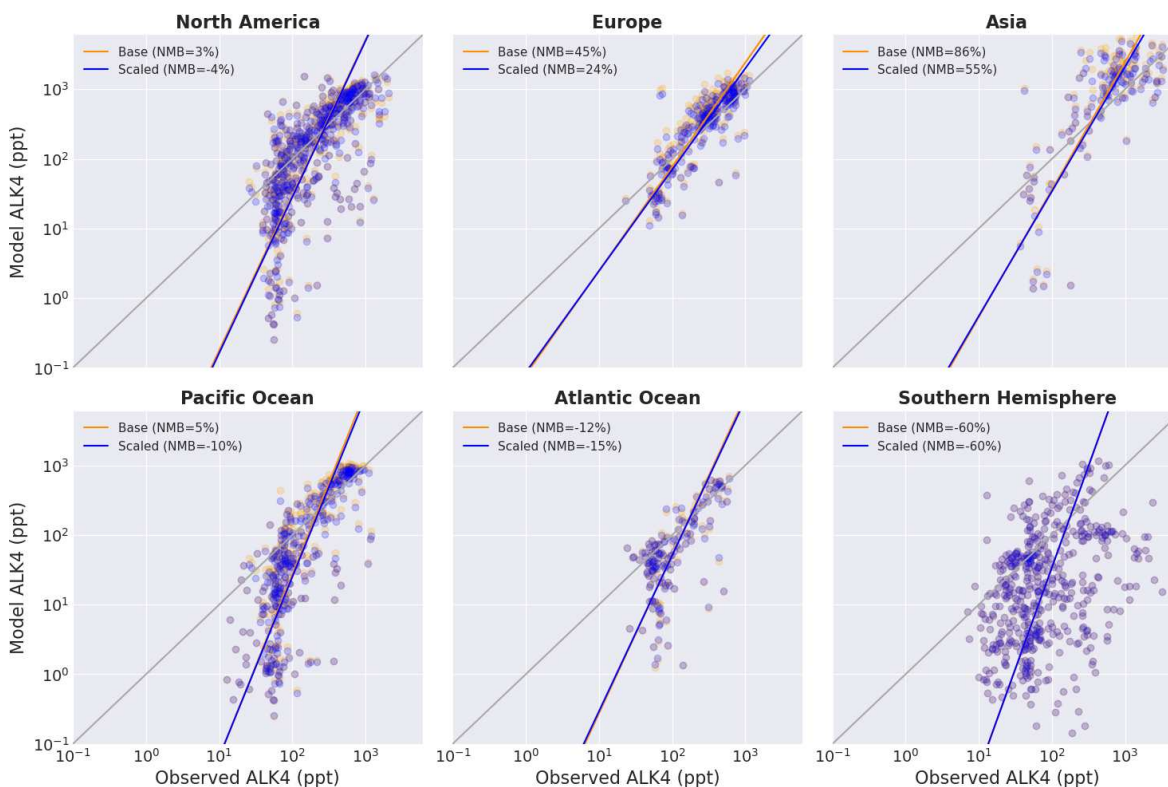 North America
Europe
Asia
Base (NMB=3%)
Scaled (NMB=-4%)
Base (NMB=45%)
Scaled (NMB=24%)
Base (NMB=86%)
Scaled (NMB=55%)
Model ALK4 (ppt)
10³
10²
10¹
10⁰
10⁻¹
Pacific Ocean
Atlantic Ocean
Southern Hemisphere
Base (NMB=5%)
Scaled (NMB=-10%)
Base (NMB=-12%)
Scaled (NMB=-15%)
Base (NMB=-60%)
Scaled (NMB=-60%)
Model ALK4 (ppt)
10³
10²
10¹
10⁰
10⁻¹
10⁻¹ 10⁰ 10¹ 10² 10³
10⁻¹ 10⁰ 10¹ 10² 10³
10⁻¹ 10⁰ 10¹ 10² 10³
Observed ALK4 (ppt)
Observed ALK4 (ppt)
Observed ALK4 (ppt)